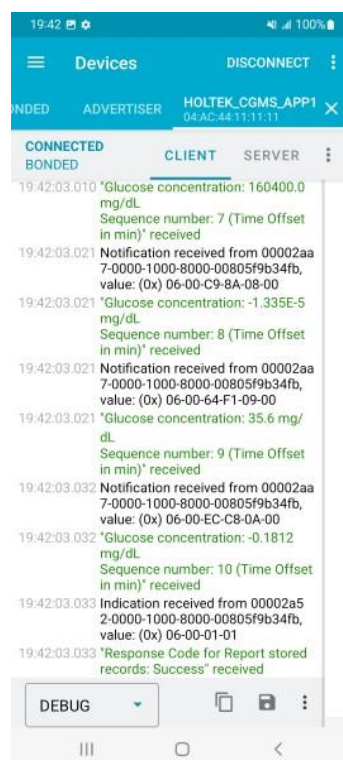 19:42 100%
Devices DISCONNECT
ONDED ADVERTISER HOLTEK_CGMS_APP1
04:AC:44:11:11:11
CONNECTED
BONDED CLIENT SERVER
19:42:03.010 "Glucose concentration: 160400.0
mg/dL
Sequence number: 7 (Time Offset
in min)" received
19:42:03.021 Notification received from 00002aa
7-0000-1000-8000-00805f9b34fb,
value: (0x) 06-00-C9-8A-08-00
19:42:03.021 "Glucose concentration: -1.335E-5
mg/dL
Sequence number: 8 (Time Offset
in min)" received
19:42:03.021 Notification received from 00002aa
7-0000-1000-8000-00805f9b34fb,
value: (0x) 06-00-64-F1-09-00
19:42:03.021 "Glucose concentration: 35.6 mg/
dL
Sequence number: 9 (Time Offset
in min)" received
19:42:03.032 Notification received from 00002aa
7-0000-1000-8000-00805f9b34fb,
value: (0x) 06-00-EC-C8-0A-00
19:42:03.032 "Glucose concentration: -0.1812
mg/dL
Sequence number: 10 (Time Offset
in min)" received
19:42:03.033 Indication received from 00002a5
2-0000-1000-8000-00805f9b34fb,
value: (0x) 06-00-01-01
19:42:03.033 "Response Code for Report stored
records: Success" received
DEBUG